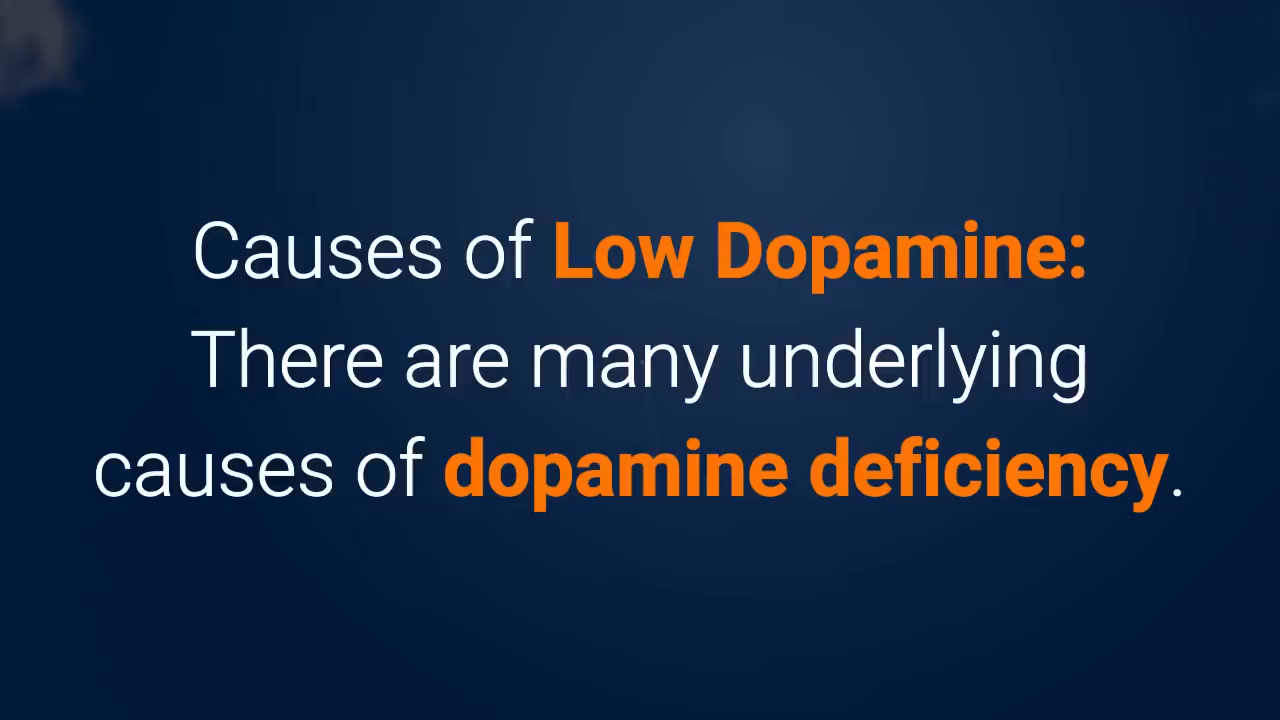 Causes of Low Dopamine:
There are many underlying
causes of dopamine deficiency.